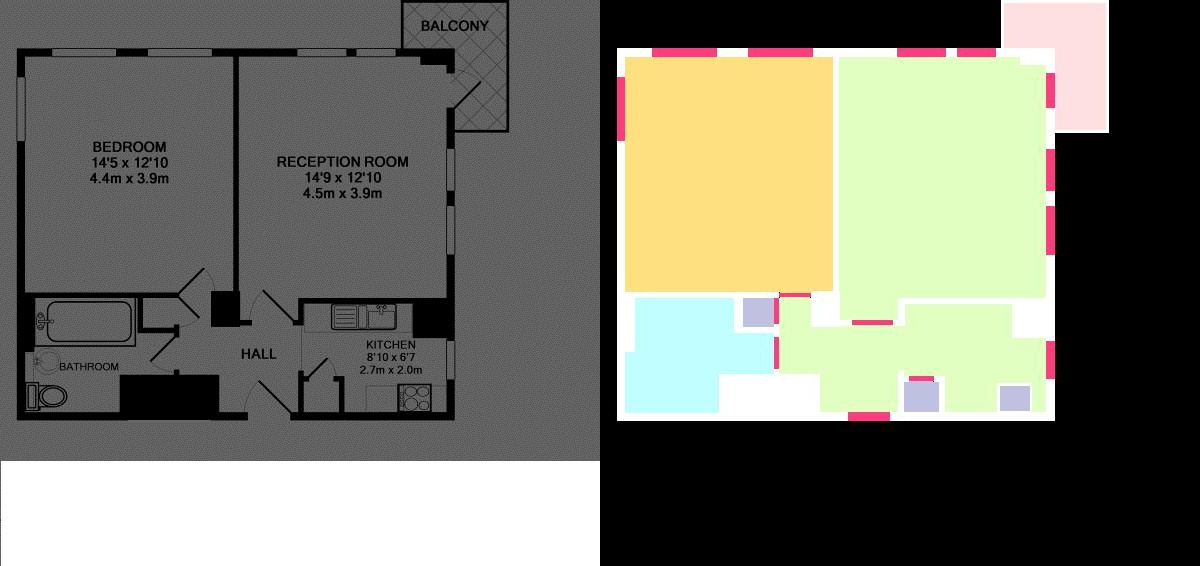 BALCONY
BEDROOM
14'5 x 12'10
4.4m x 3.9m
RECEPTION ROOM
14'9 x 12'10
4.5m x 3.9m
HALL
KITCHEN
8'10 x 6'7
2.7m x 2.0m
BATHROOM